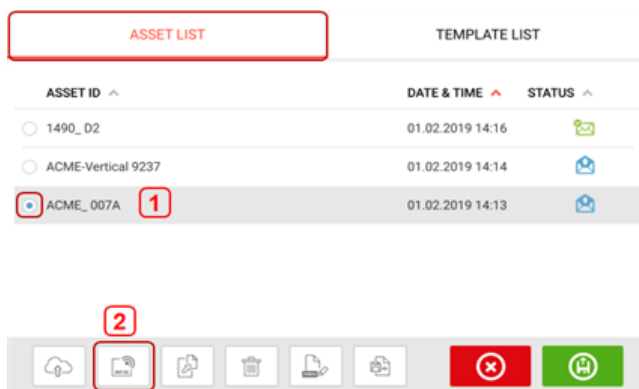 ASSET LIST TEMPLATE LIST
ASSET ID DATE & TIME STATUS
1490_ D2 01.02.2019 14:16
ACME-Vertical 9237 01.02.2019 14:14
ACME_ 007A 1 01.02.2019 14:13
2
RFID